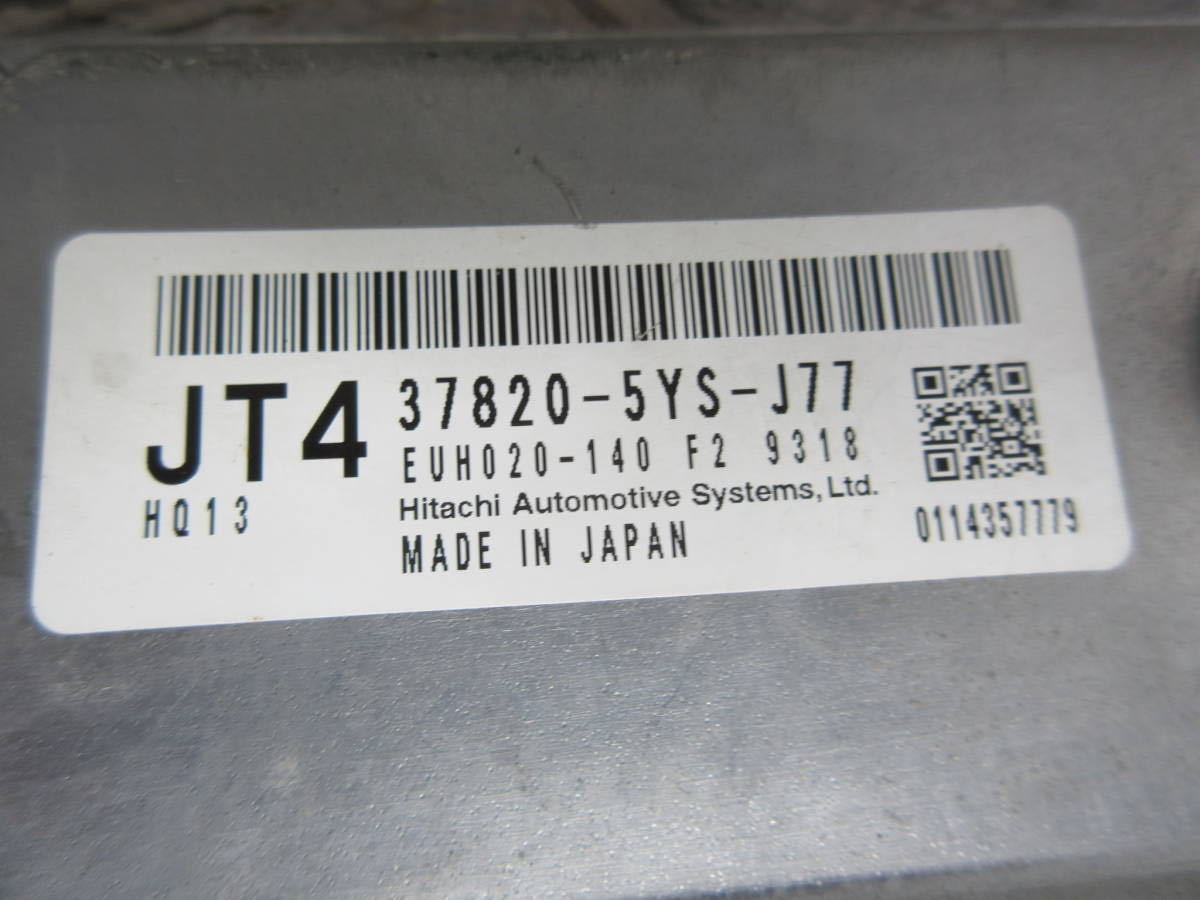 JT4
37820-5YS-J77
EUH020-140 F2 9318
HQ13
Hitachi Automotive Systems, Ltd.
MADE IN JAPAN
0114357779